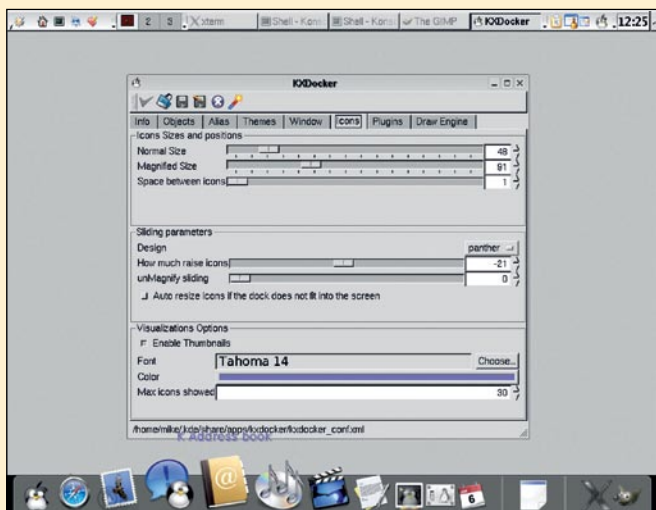 2 3 Xterm Shell - Kons Shell - Kons The GIMP KXDocker 12:25
KXDocker
Info Objects Alias Themes Window Icons Plugins Draw Engine
Icons Sizes and positions
Normal Size 48
Magnified Size 91
Space between icons 1
Sliding parameters
Design panther
How much raise icons -21
unMagnify sliding 0
Auto resize icons if the dock does not fit into the screen
Visualizations Options
Enable Thumbnails
Font Tahoma 14 Choose...
Color
Max icons showed 30
/home/mike/.kde/share/apps/kxdocker/kxdocker_conf.xml
K Address book
@
6